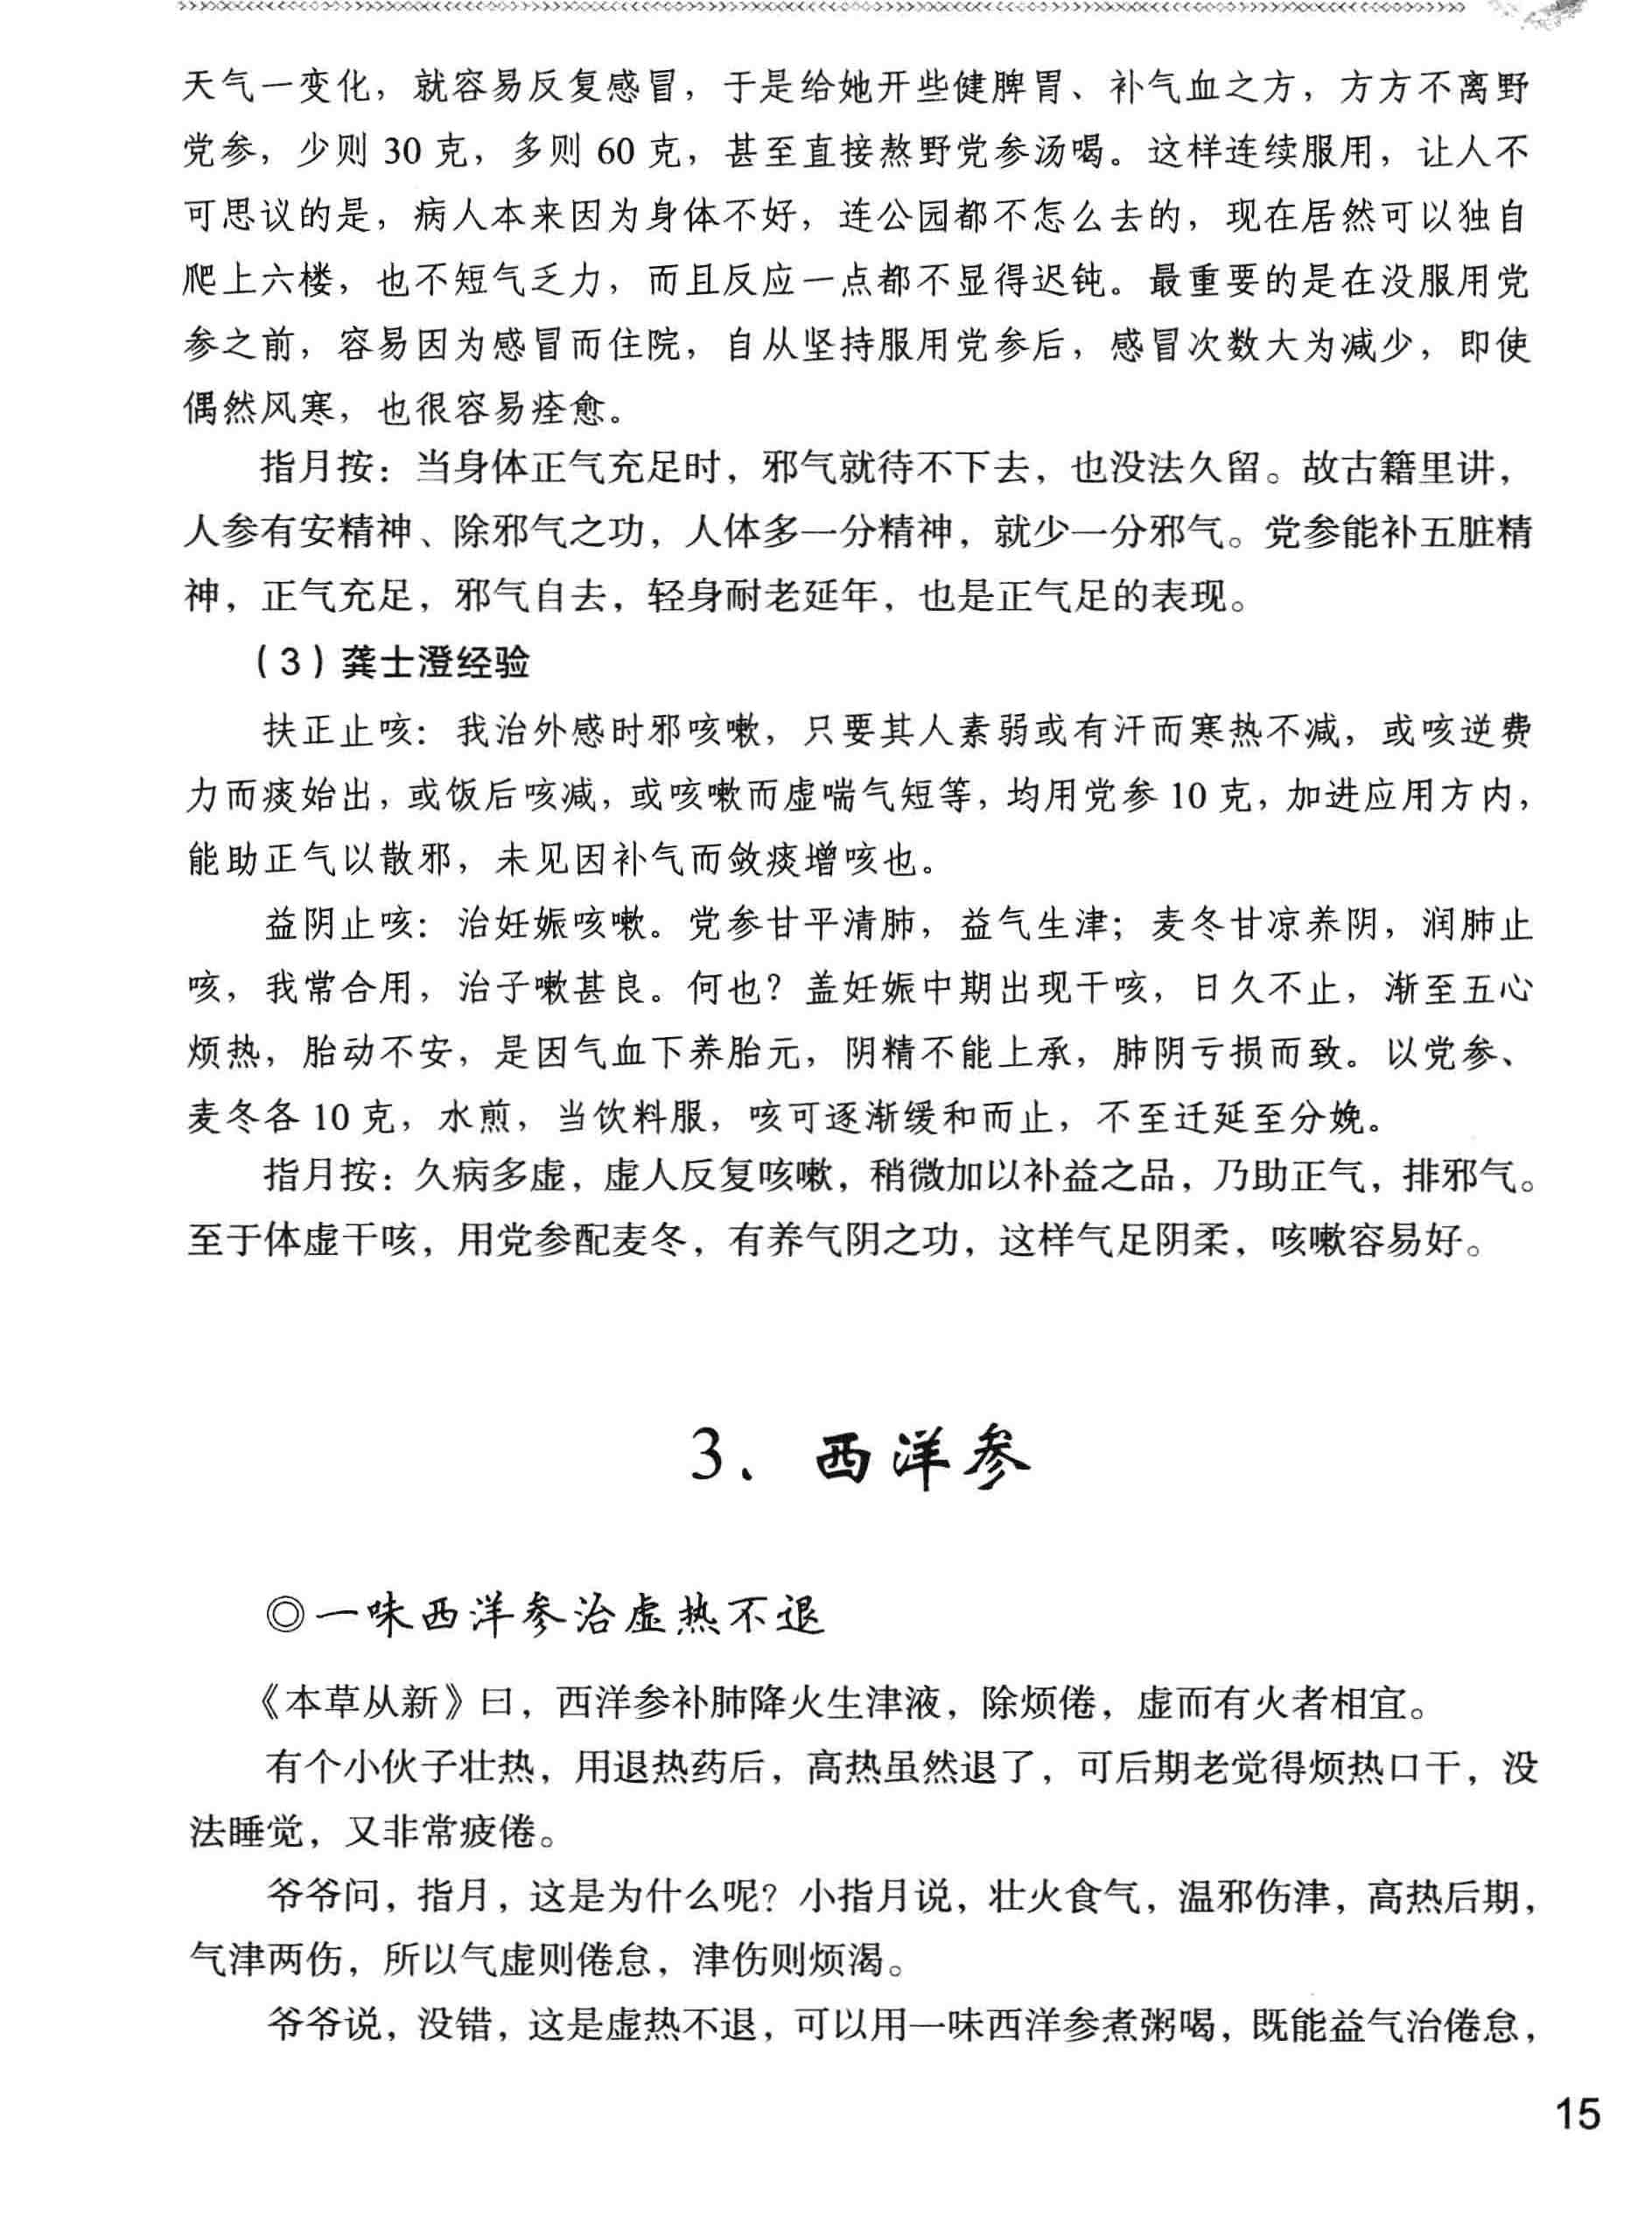 天气一变化，就容易反复感冒，于是给她开些健脾胃、补气血之方，方方不离野
党参，少则 30 克，多则 60 克，甚至直接熬野党参汤喝。这样连续服用，让人不
可思议的是，病人本来因为身体不好，连公园都不怎么去的，现在居然可以独自
爬上六楼，也不短气乏力，而且反应一点都不显得迟钝。最重要的是在没服用党
参之前，容易因为感冒而住院，自从坚持服用党参后，感冒次数大为减少，即使
偶然风寒，也很容易痊愈。
指月按：当身体正气充足时，邪气就待不下去，也没法久留。故古籍里讲，
人参有安精神、除邪气之功，人体多一分精神，就少一分邪气。党参能补五脏精
神，正气充足，邪气自去，轻身耐老延年，也是正气足的表现。
（3）龚士澄经验
扶正止咳：我治外感时邪咳嗽，只要其人素弱或有汗而寒热不减，或咳逆费
力而痰始出，或饭后咳减，或咳嗽而虚喘气短等，均用党参 10 克，加进应用方内，
能助正气以散邪，未见因补气而敛痰增咳也。
益阴止咳：治妊娠咳嗽。党参甘平清肺，益气生津；麦冬甘凉养阴，润肺止
咳，我常合用，治子嗽甚良。何也？盖妊娠中期出现干咳，日久不止，渐至五心
烦热，胎动不安，是因气血下养胎元，阴精不能上承，肺阴亏损而致。以党参、
麦冬各 10 克，水煎，当饮料服，咳可逐渐缓和而止，不至迁延至分娩。
指月按：久病多虚，虚人反复咳嗽，稍微加以补益之品，乃助正气，排邪气。
至于体虚干咳，用党参配麦冬，有养气阴之功，这样气足阴柔，咳嗽容易好。
3、西洋参
◎一味西洋参治虚热不退
《本草从新》曰，西洋参补肺降火生津液，除烦倦，虚而有火者相宜。
有个小伙子壮热，用退热药后，高热虽然退了，可后期老觉得烦热口干，没
法睡觉，又非常疲倦。
爷爷问，指月，这是为什么呢？小指月说，壮火食气，温邪伤津，高热后期，
气津两伤，所以气虚则倦怠，津伤则烦渴。
爷爷说，没错，这是虚热不退，可以用一味西洋参煮粥喝，既能益气治倦怠，
15